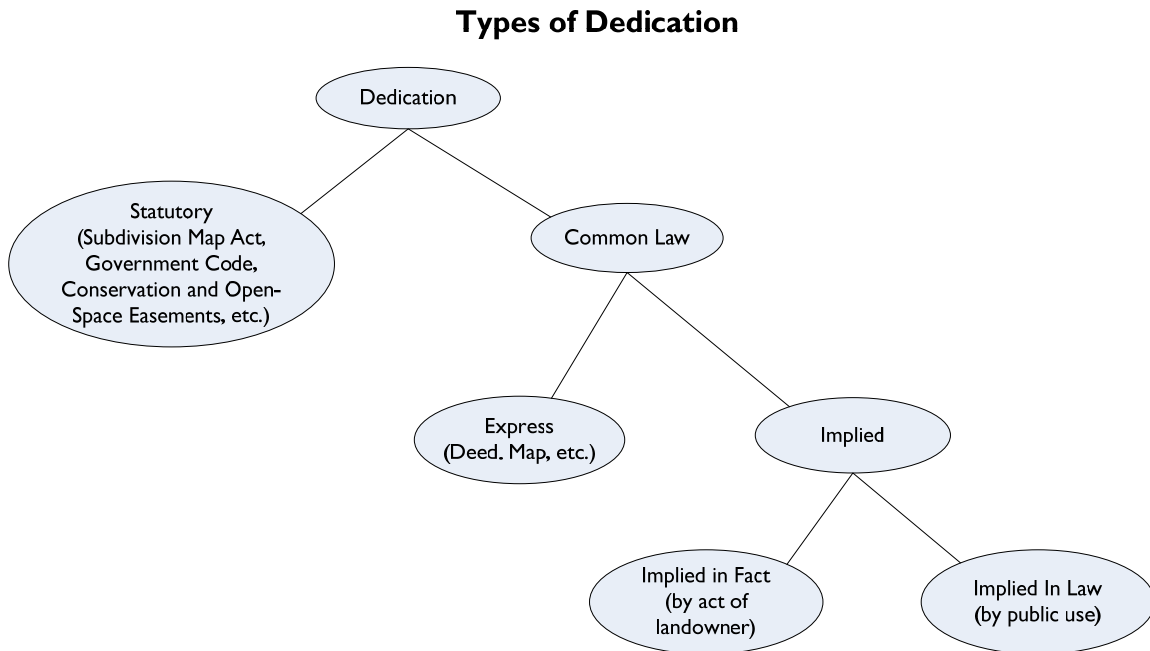 Types of Dedication
Dedication
Statutory
(Subdivision Map Act,
Government Code,
Conservation and Open-
Space Easements, etc.)
Common Law
Express
(Deed. Map, etc.)
Implied
Implied in Fact
(by act of
landowner)
Implied In Law
(by public use)